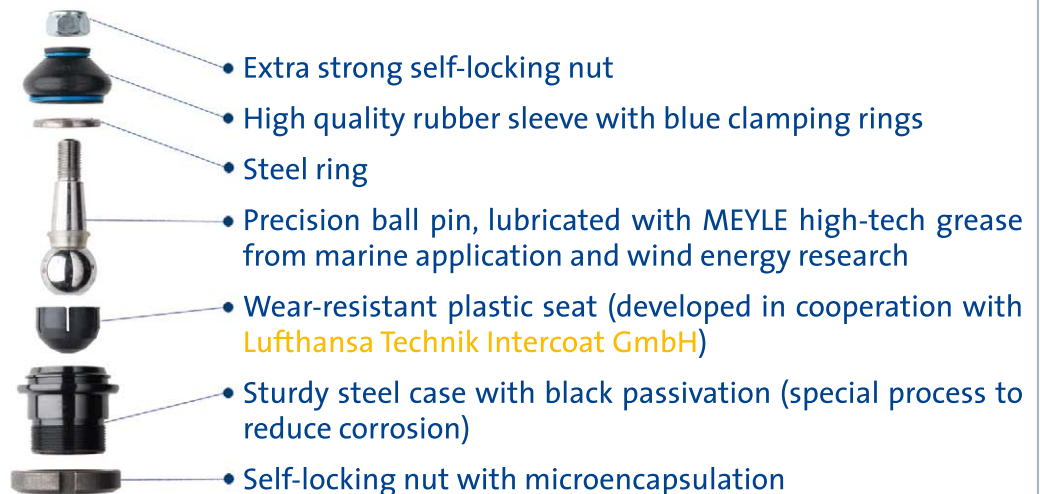 Extra strong self-locking nut
High quality rubber sleeve with blue clamping rings
Steel ring
Precision ball pin, lubricated with MEYLE high-tech grease
from marine application and wind energy research
Wear-resistant plastic seat (developed in cooperation with
Lufthansa Technik Intercoat GmbH)
Sturdy steel case with black passivation (special process to
reduce corrosion)
Self-locking nut with microencapsulation